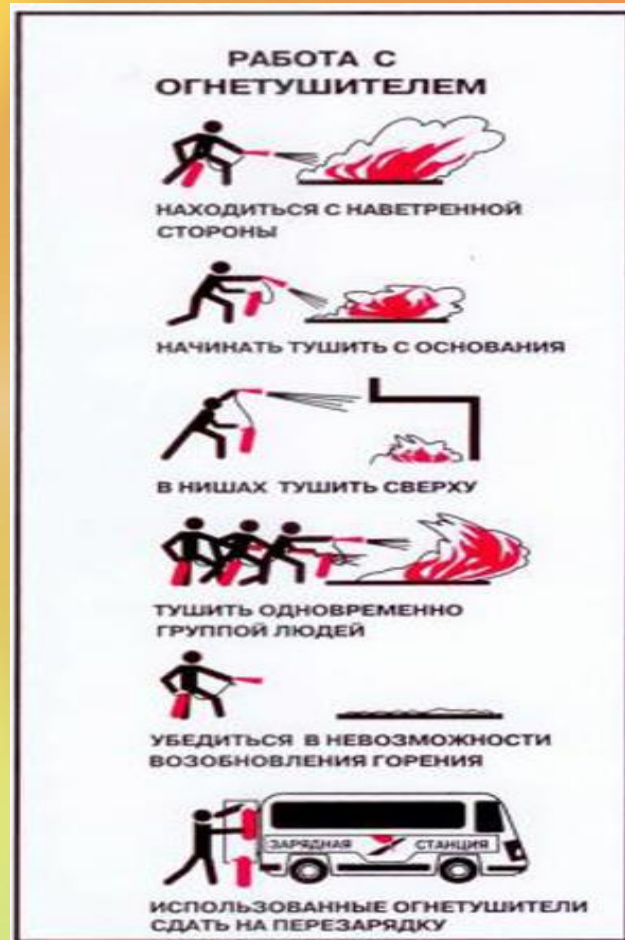 РАБОТА С
ОГНЕТУШИТЕЛЕМ
НАХОДИТЬСЯ С НАВЕТРЕННОЙ
СТОРОНЫ
НАЧИНАТЬ ТУШИТЬ С ОСНОВАНИЯ
В НИШАХ ТУШИТЬ СВЕРХУ
ТУШИТЬ ОДНОВРЕМЕННО
ГРУППОЙ ЛЮДЕЙ
УБЕДИТЬСЯ В НЕВОЗМОЖНОСТИ
ВОЗОБНОВЛЕНИЯ ГОРЕНИЯ
ЗАРЯДНАЯ СТАНЦИЯ
ИСПОЛЬЗОВАННЫЕ ОГНЕТУШИТЕЛИ
СДАТЬ НА ПЕРЕЗАРЯДКУ